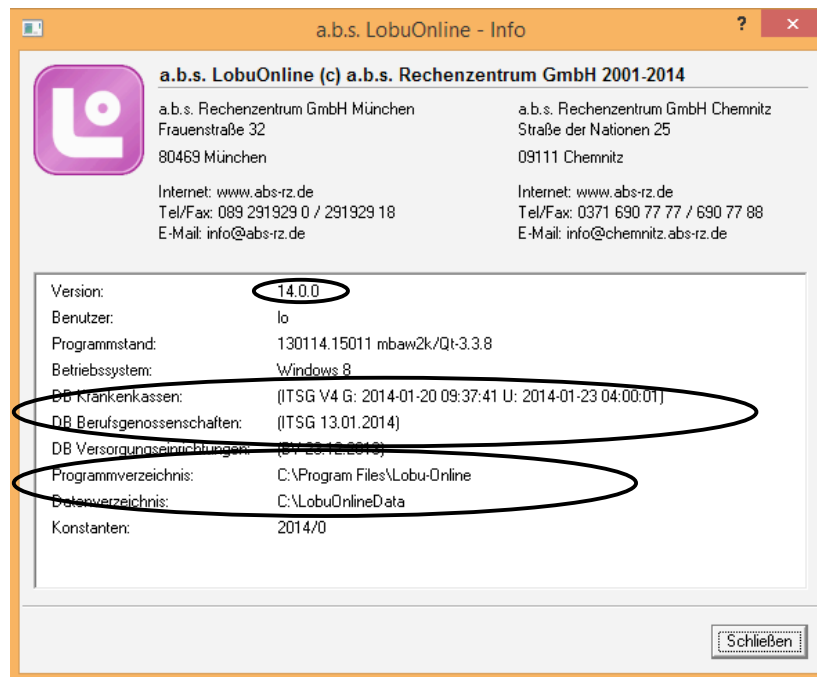 a.b.s. LobuOnline - Info
? ×
a.b.s. LobuOnline (c) a.b.s. Rechenzentrum GmbH 2001-2014
Lo
a.b.s. Rechenzentrum GmbH München
Frauenstraße 32
80469 München
Internet: www.abs-rz.de
Tel/Fax: 089 291929 0 / 291929 18
E-Mail: info@abs-rz.de
a.b.s. Rechenzentrum GmbH Chemnitz
Straße der Nationen 25
09111 Chemnitz
Internet: www.abs-rz.de
Tel/Fax: 0371 690 77 77 / 690 77 88
E-Mail: info@chemnitz.abs-rz.de
Version: 14.0.0
Benutzer: lo
Programmstand: 130114.15011 mbaw2k/Qt-3.3.8
Betriebssystem: Windows 8
DB Krankenkassen: (ITSG V4 G: 2014-01-20 09:37:41 U: 2014-01-23 04:00:01)
DB Berufsgenossenschaften: (ITSG 13.01.2014)
DB Versorgungseinrichtungen: (BV 23.12.2013)
Programmverzeichnis: C:\Program Files\Lobu-Online
Datenverzeichnis: C:\LobuOnlineData
Konstanten: 2014/0
Schließen